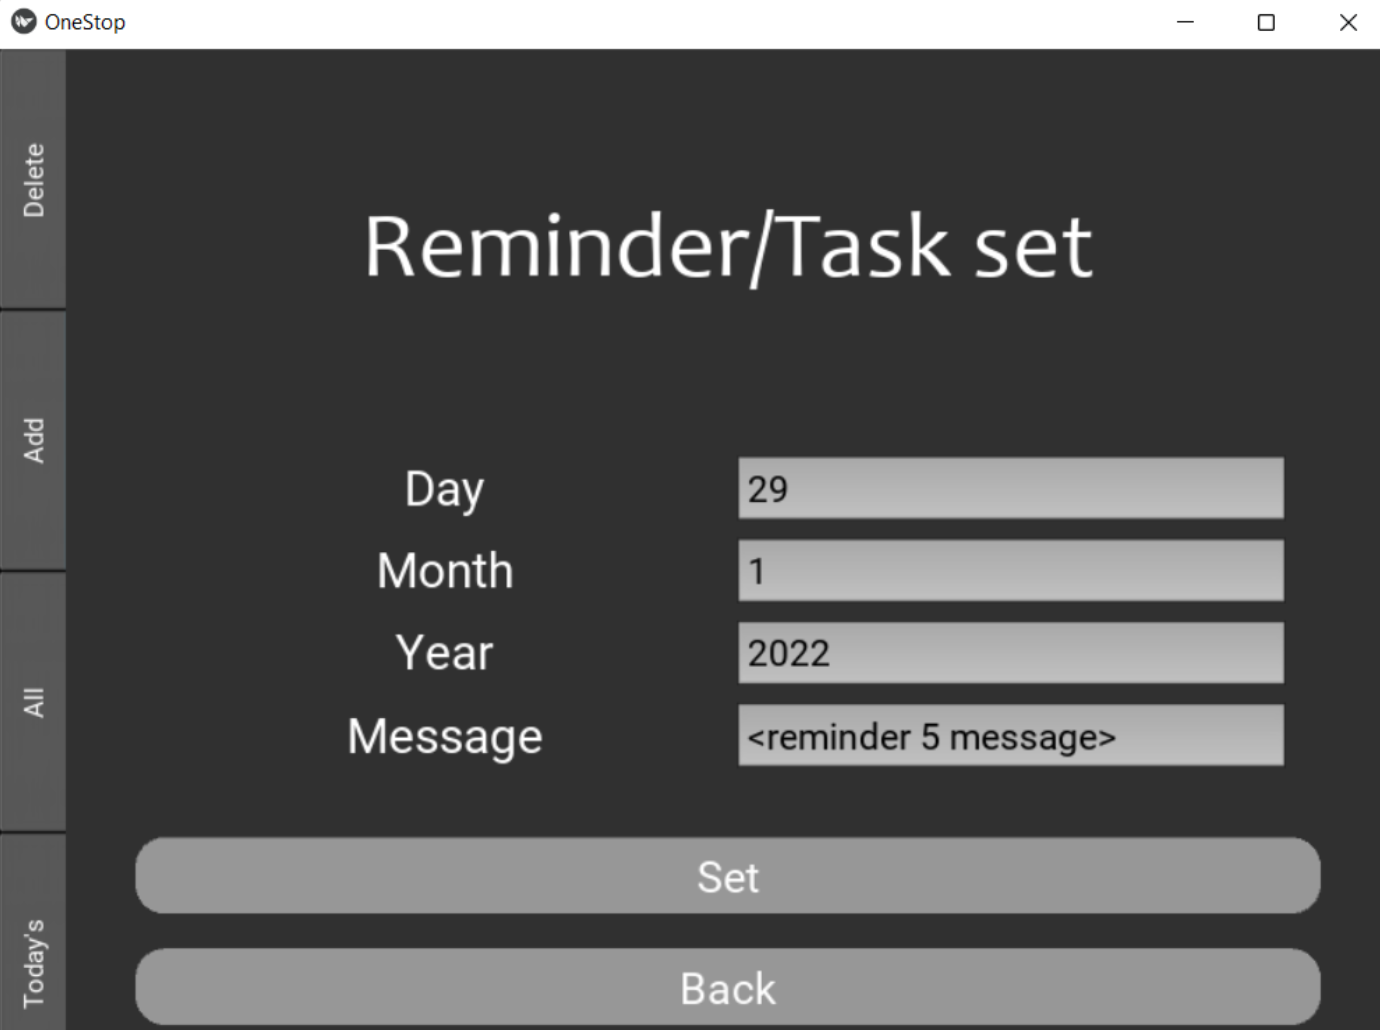 OneStop
Delete
Add
All
Today's
Reminder/Task set
Day 29
Month 1
Year 2022
Message <reminder 5 message>
Set
Back